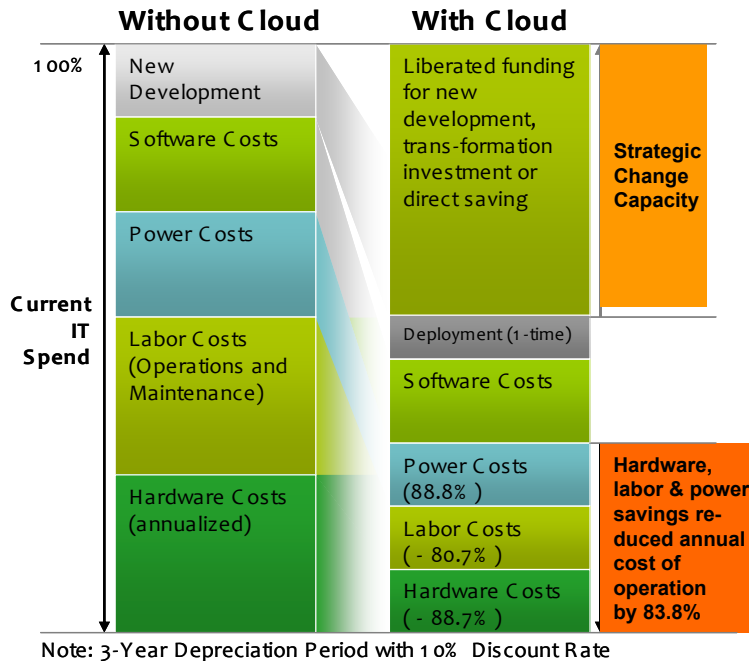 Without Cloud
With Cloud
100%
Current
IT
Spend
New
Development
Software Costs
Power Costs
Labor Costs
(Operations and
Maintenance)
Hardware Costs
(annualized)
Liberated funding
for new
development,
trans-formation
investment or
direct saving
Deployment (1-time)
Software Costs
Power Costs
(88.8% )
Labor Costs
( - 80.7% )
Hardware Costs
( - 88.7% )
Strategic
Change
Capacity
Hardware,
labor & power
savings re-
duced annual
cost of
operation
by 83.8%
Note: 3-Year Depreciation Period with 10% Discount Rate